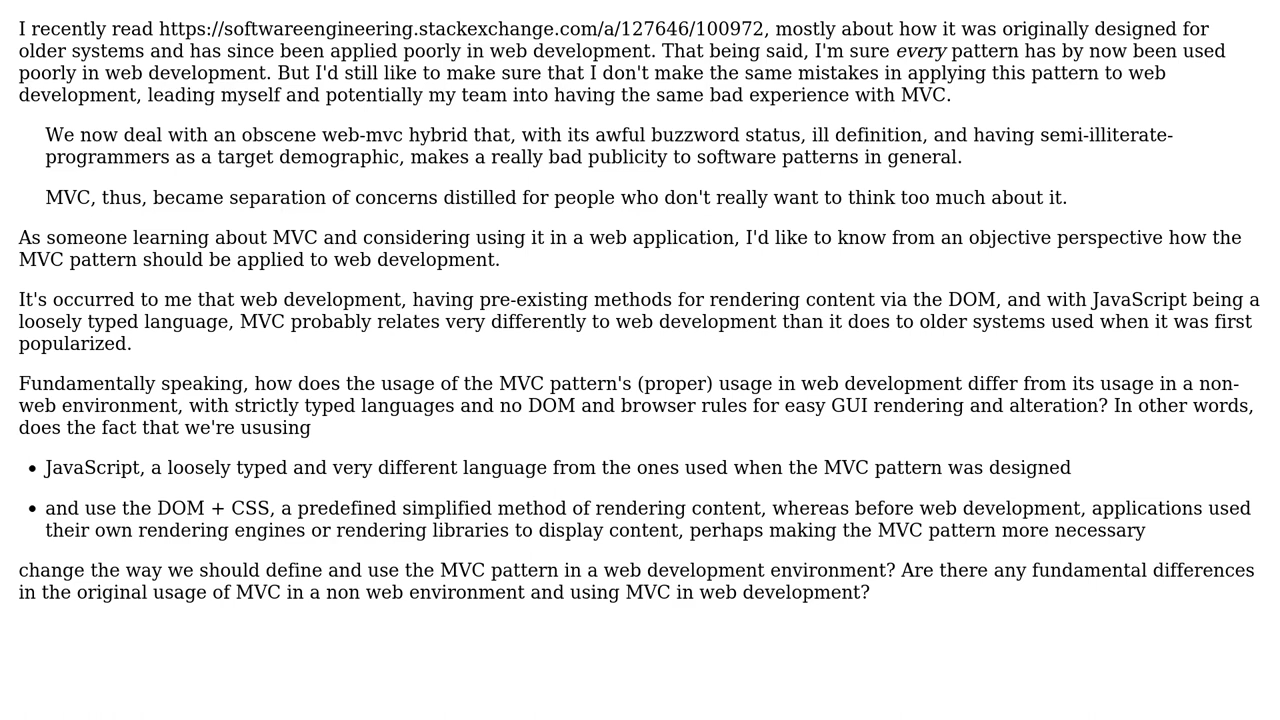 I recently read https://softwareengineering.stackexchange.com/a/127646/100972, mostly about how it was originally designed for
older systems and has since been applied poorly in web development. That being said, I'm sure every pattern has by now been used
poorly in web development. But I'd still like to make sure that I don't make the same mistakes in applying this pattern to web
development, leading myself and potentially my team into having the same bad experience with MVC.
We now deal with an obscene web-mvc hybrid that, with its awful buzzword status, ill definition, and having semi-illiterate-
programmers as a target demographic, makes a really bad publicity to software patterns in general.
MVC, thus, became separation of concerns distilled for people who don't really want to think too much about it.
As someone learning about MVC and considering using it in a web application, I'd like to know from an objective perspective how the
MVC pattern should be applied to web development.
It's occurred to me that web development, having pre-existing methods for rendering content via the DOM, and with JavaScript being a
loosely typed language, MVC probably relates very differently to web development than it does to older systems used when it was first
popularized.
Fundamentally speaking, how does the usage of the MVC pattern's (proper) usage in web development differ from its usage in a non-
web environment, with strictly typed languages and no DOM and browser rules for easy GUI rendering and alteration? In other words,
does the fact that we're ususing
• JavaScript, a loosely typed and very different language from the ones used when the MVC pattern was designed
• and use the DOM + CSS, a predefined simplified method of rendering content, whereas before web development, applications used
their own rendering engines or rendering libraries to display content, perhaps making the MVC pattern more necessary
change the way we should define and use the MVC pattern in a web development environment? Are there any fundamental differences
in the original usage of MVC in a non web environment and using MVC in web development?